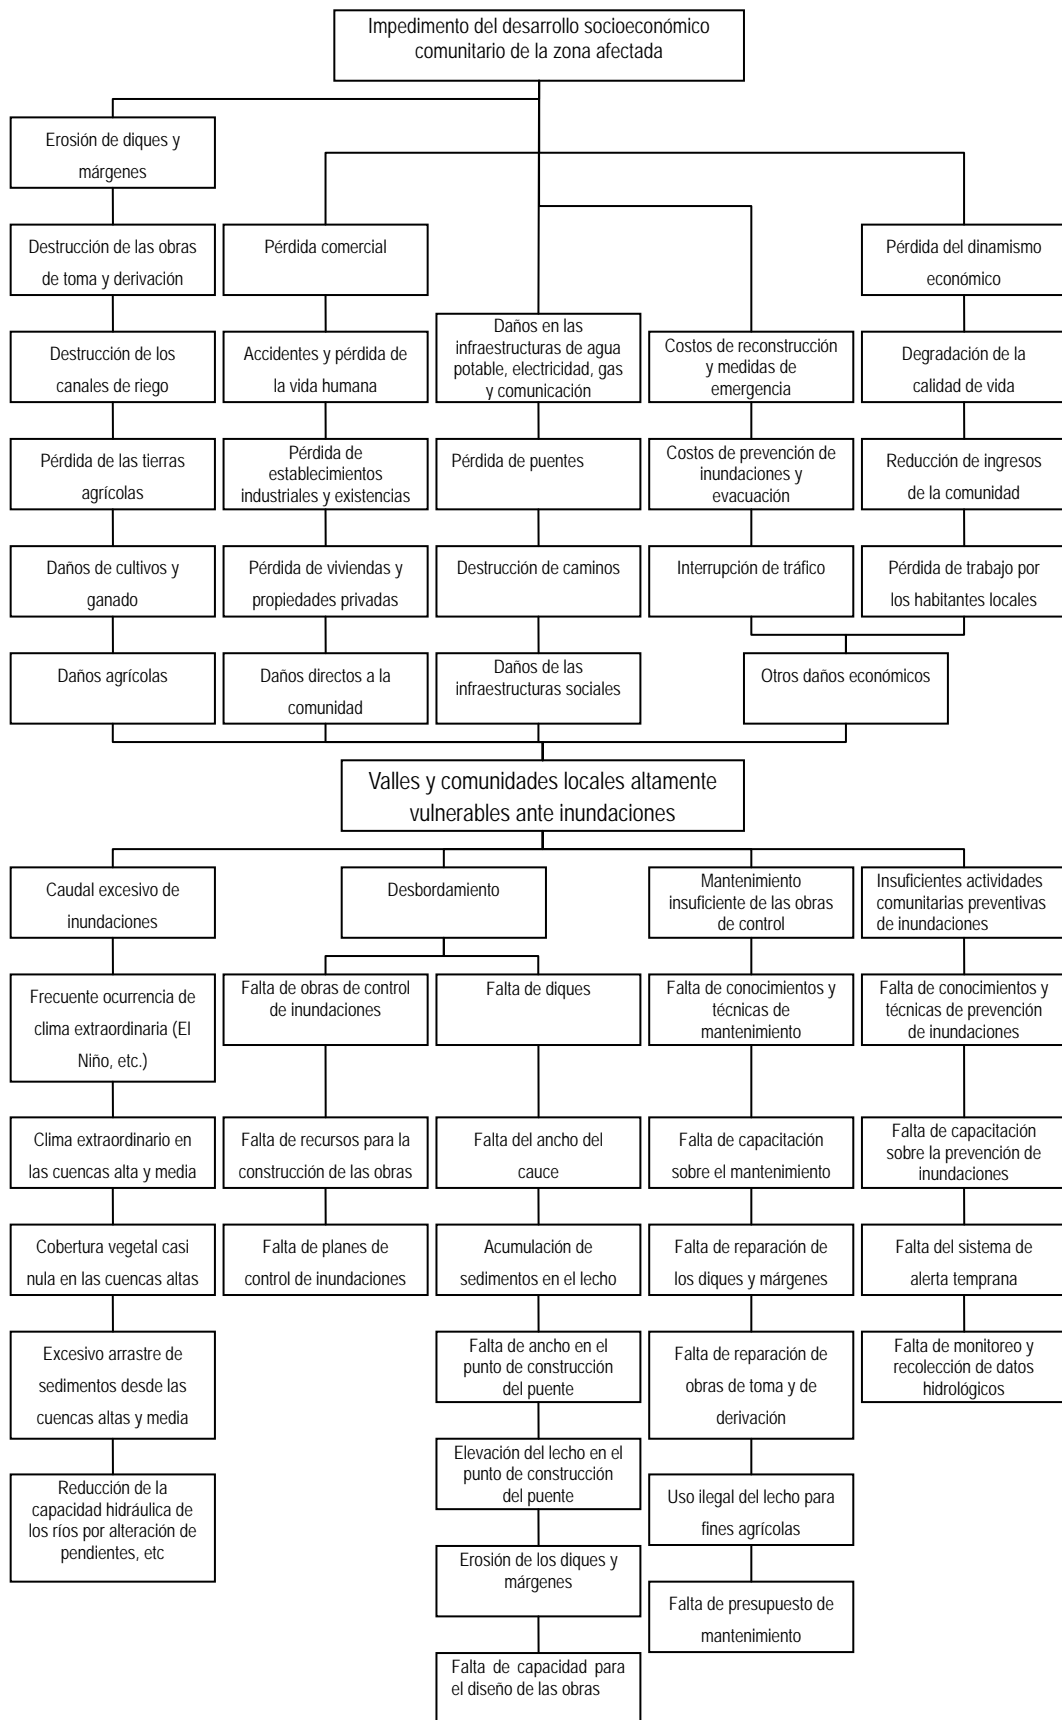 Impedimento del desarrollo socioeconómico
comunitario de la zona afectada
Erosión de diques y
márgenes
Destrucción de las obras
de toma y derivación
Pérdida comercial
Pérdida del dinamismo
económico
Destrucción de los
canales de riego
Accidentes y pérdida de
la vida humana
Daños en las
infraestructuras de agua
potable, electricidad, gas
y comunicación
Costos de reconstrucción
y medidas de
emergencia
Degradación de la
calidad de vida
Pérdida de las tierras
agrícolas
Pérdida de
establecimientos
industriales y existencias
Pérdida de puentes
Costos de prevención de
inundaciones y
evacuación
Reducción de ingresos
de la comunidad
Daños de cultivos y
ganado
Pérdida de viviendas y
propiedades privadas
Destrucción de caminos
Interrupción de tráfico
Pérdida de trabajo por
los habitantes locales
Daños agrícolas
Daños directos a la
comunidad
Daños de las
infraestructuras sociales
Otros daños económicos
Valles y comunidades locales altamente
vulnerables ante inundaciones
Caudal excesivo de
inundaciones
Desbordamiento
Mantenimiento
insuficiente de las obras
de control
Insuficientes actividades
comunitarias preventivas
de inundaciones
Frecuente ocurrencia de
clima extraordinaria (El
Niño, etc.)
Falta de obras de control
de inundaciones
Falta de diques
Falta de conocimientos y
técnicas de
mantenimiento
Falta de conocimientos y
técnicas de prevención
de inundaciones
Clima extraordinario en
las cuencas alta y media
Falta de recursos para la
construcción de las obras
Falta del ancho del
cauce
Falta de capacitación
sobre el mantenimiento
Falta de capacitación
sobre la prevención de
inundaciones
Cobertura vegetal casi
nula en las cuencas altas
Falta de planes de
control de inundaciones
Acumulación de
sedimentos en el lecho
Falta de reparación de
los diques y márgenes
Falta del sistema de
alerta temprana
Excesivo arrastre de
sedimentos desde las
cuencas altas y media
Falta de ancho en el
punto de construcción
del puente
Falta de reparación de
obras de toma y de
derivación
Falta de monitoreo y
recolección de datos
hidrológicos
Reducción de la
capacidad hidráulica de
los ríos por alteración de
pendientes, etc
Elevación del lecho en el
punto de construcción
del puente
Uso ilegal del lecho para
fines agrícolas
Erosión de los diques y
márgenes
Falta de presupuesto de
mantenimiento
Falta de capacidad para
el diseño de las obras